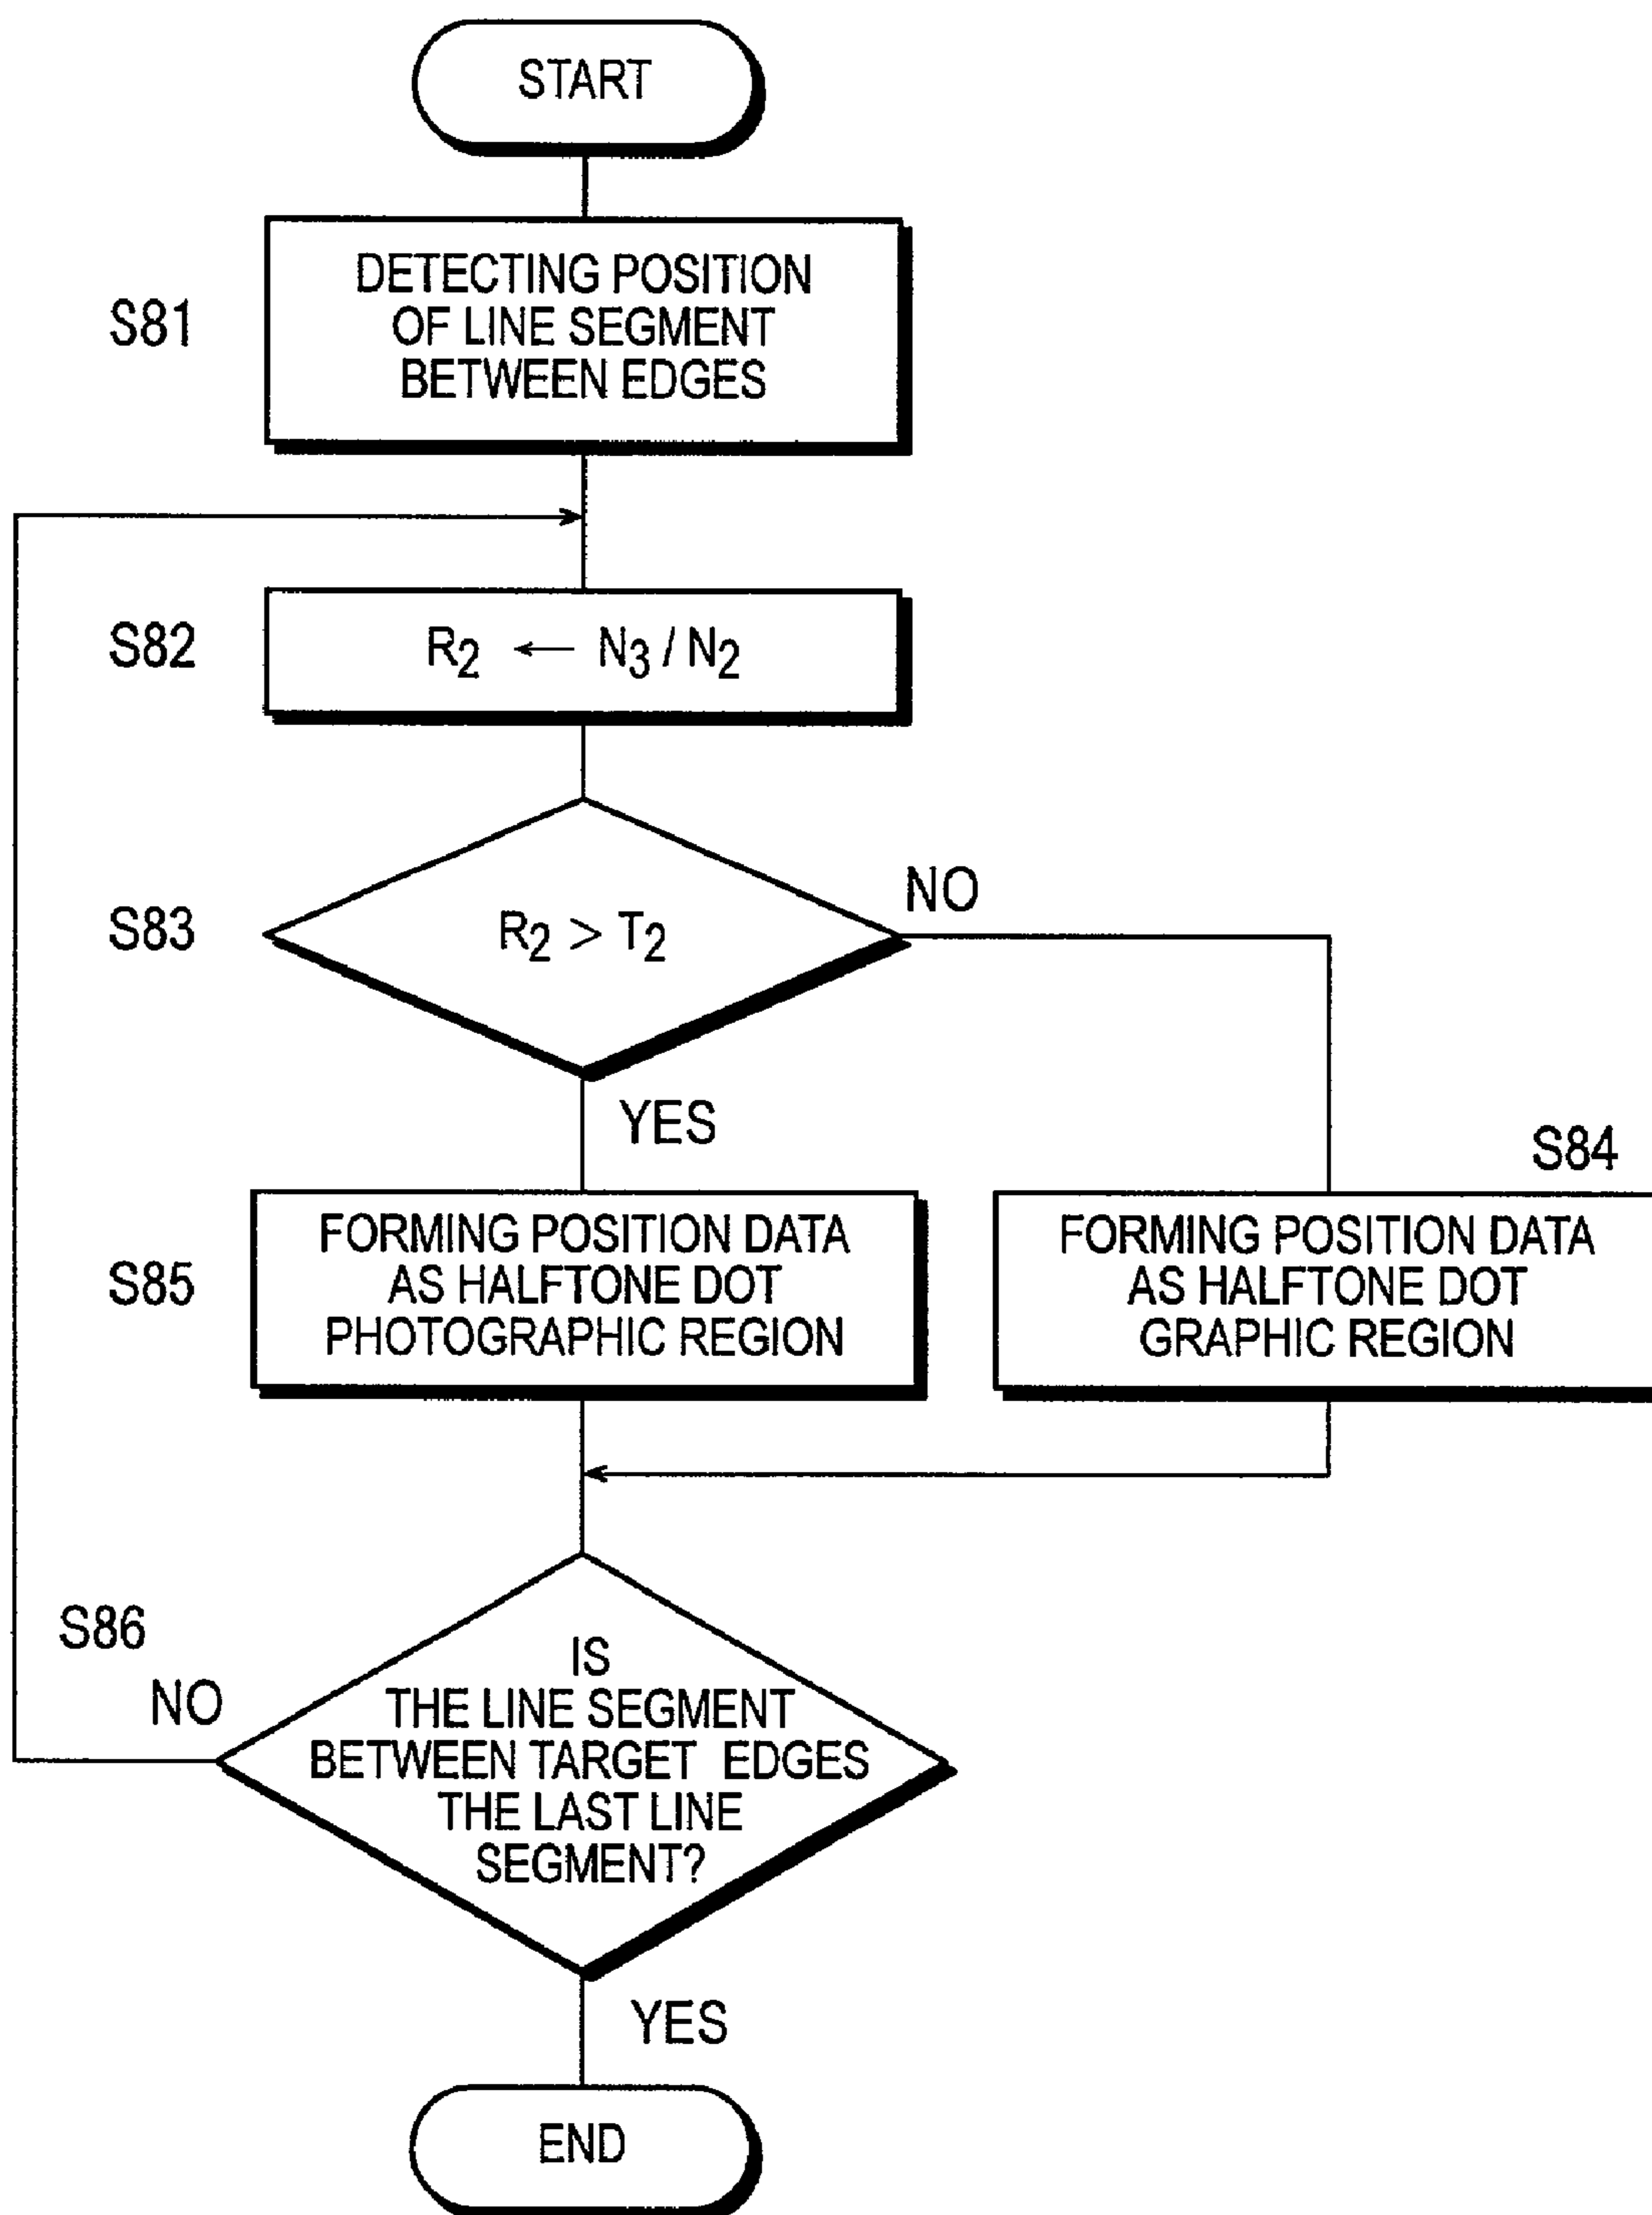 START
S81
DETECTING POSITION
OF LINE SEGMENT
BETWEEN EDGES
S82
R2 ← N3 / N2
S83
R2 > T2
NO
YES
S84
S85
FORMING POSITION DATA
AS HALFTONE DOT
PHOTOGRAPHIC REGION
FORMING POSITION DATA
AS HALFTONE DOT
GRAPHIC REGION
S86
NO
IS
THE LINE SEGMENT
BETWEEN TARGET EDGES
THE LAST LINE
SEGMENT?
YES
END